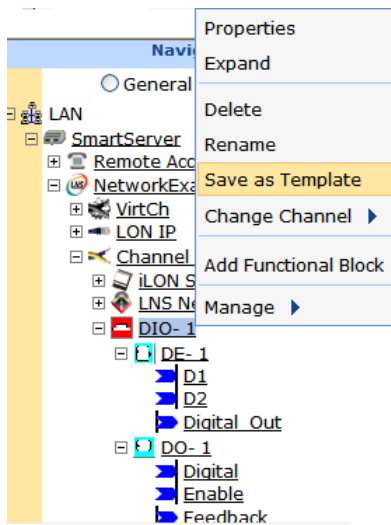 Properties
Navi
Expand
General
Delete
LAN
Rename
SmartServer
Remote Acc
Save as Template
NetworkExa
VirtCh
Change Channel
LON IP
Channel
Add Functional Block
iLON S
LNS Ne
Manage
DIO- 1
DE- 1
D1
D2
Digital_Out
DO- 1
Digital
Enable
Feedback